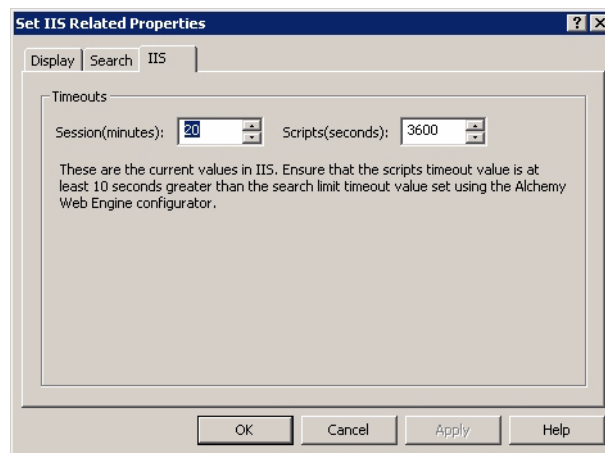 Set IIS Related Properties
Display Search IIS
Timeouts
Session(minutes): 20 Scripts(seconds): 3600
These are the current values in IIS. Ensure that the scripts timeout value is at
least 10 seconds greater than the search limit timeout value set using the Alchemy
Web Engine configurator.
OK Cancel Apply Help